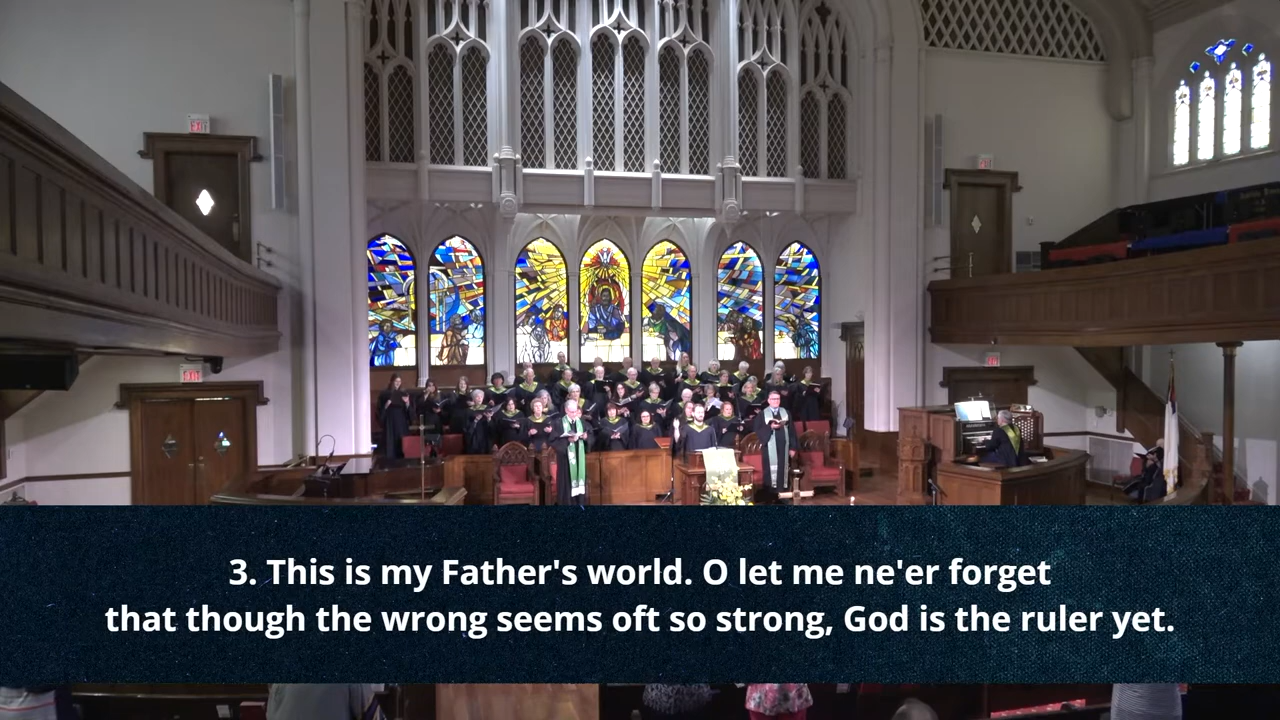 3. This is my Father's world. O let me ne'er forget
that though the wrong seems oft so strong, God is the ruler yet.